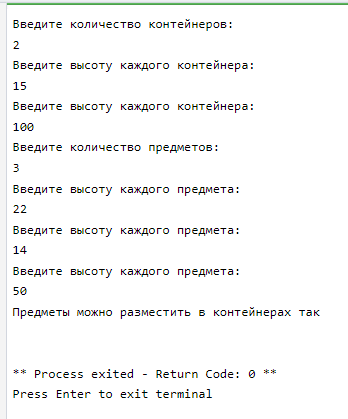 Введите количество контейнеров:
2
Введите высоту каждого контейнера:
15
Введите высоту каждого контейнера:
100
Введите количество предметов:
3
Введите высоту каждого предмета:
22
Введите высоту каждого предмета:
14
Введите высоту каждого предмета:
50
Предметы можно разместить в контейнерах так
** Process exited - Return Code: 0 **
Press Enter to exit terminal